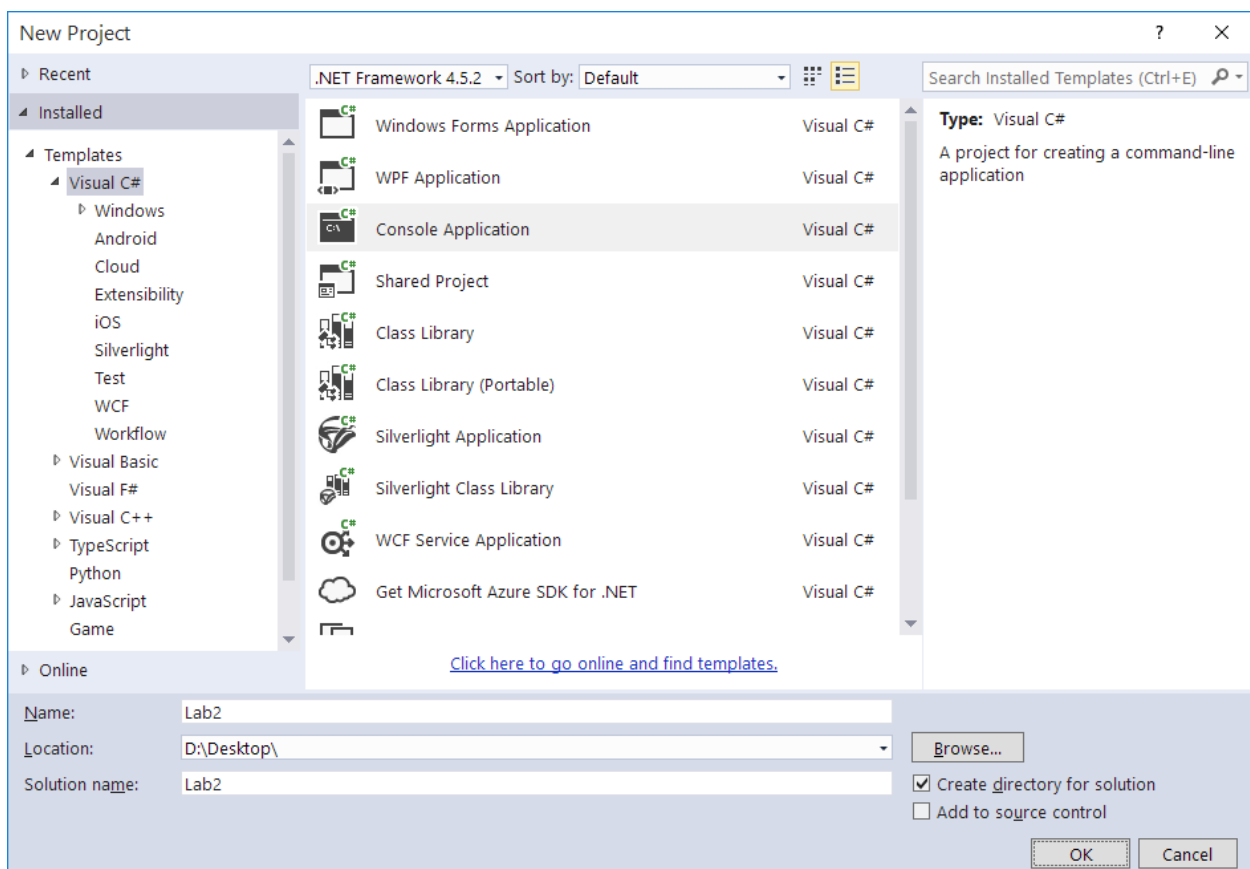 New Project
?
Recent
.NET Framework 4.5.2
Sort by: Default
Search Installed Templates (Ctrl+E)
Installed
Templates
Visual C#
Windows
Android
Cloud
Extensibility
iOS
Silverlight
Test
WCF
Workflow
Visual Basic
Visual F#
Visual C++
TypeScript
Python
JavaScript
Game
Online
C# Windows Forms Application Visual C#
C# WPF Application Visual C#
C# C:\ Console Application Visual C#
C# Shared Project Visual C#
C# Class Library Visual C#
C# Class Library (Portable) Visual C#
C# Silverlight Application Visual C#
C# Silverlight Class Library Visual C#
C# WCF Service Application Visual C#
Get Microsoft Azure SDK for .NET Visual C#
Click here to go online and find templates.
Type: Visual C#
A project for creating a command-line
application
Name: Lab2
Location: D:\Desktop\
Browse...
Solution name: Lab2
Create directory for solution
Add to source control
OK
Cancel